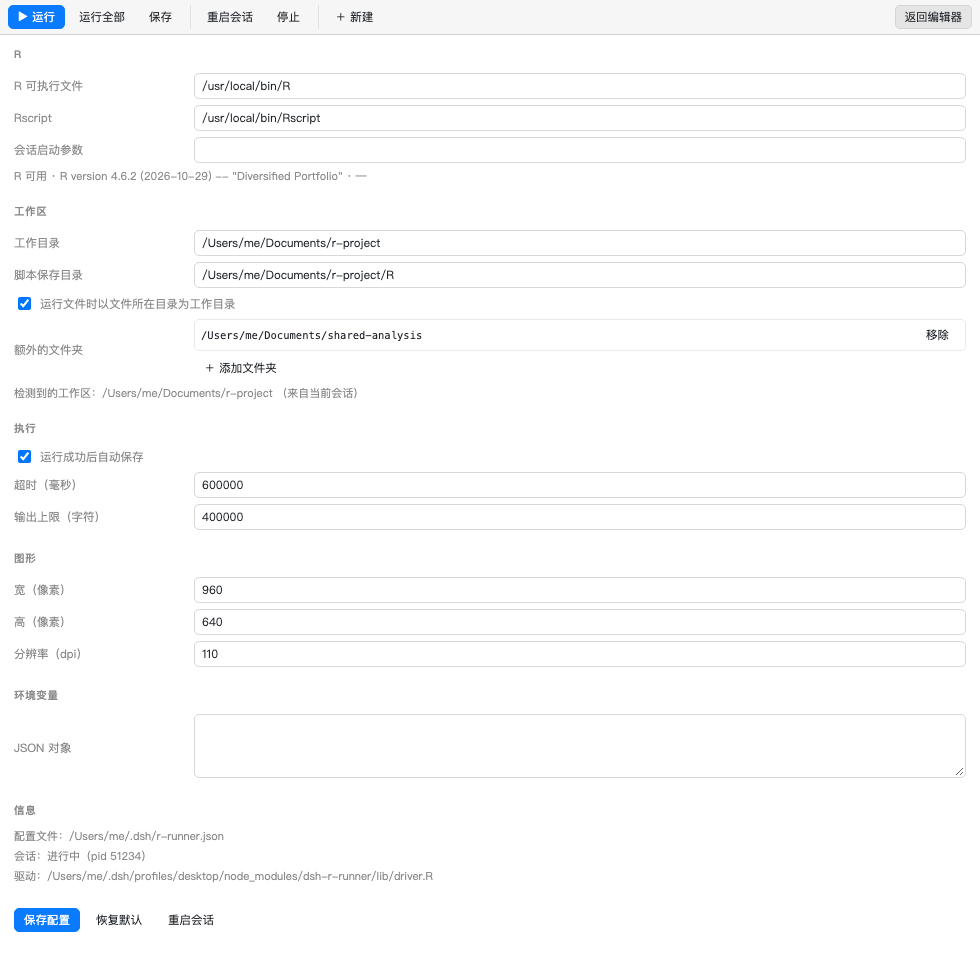 ▶ 运行 运行全部 保存 重启会话 停止 + 新建 返回编辑器
R
R 可执行文件 /usr/local/bin/R
Rscript /usr/local/bin/Rscript
会话启动参数
R 可用 · R version 4.6.2 (2026-10-29) -- "Diversified Portfolio" · —
工作区
工作目录 /Users/me/Documents/r-project
脚本保存目录 /Users/me/Documents/r-project/R
运行文件时以文件所在目录为工作目录
额外的文件夹 /Users/me/Documents/shared-analysis 移除
+ 添加文件夹
检测到的工作区：/Users/me/Documents/r-project （来自当前会话）
执行
运行成功后自动保存
超时（毫秒） 600000
输出上限（字符） 400000
图形
宽（像素） 960
高（像素） 640
分辨率（dpi） 110
环境变量
JSON 对象
信息
配置文件：/Users/me/.dsh/r-runner.json
会话：进行中（pid 51234）
驱动：/Users/me/.dsh/profiles/desktop/node_modules/dsh-r-runner/lib/driver.R
保存配置 恢复默认 重启会话